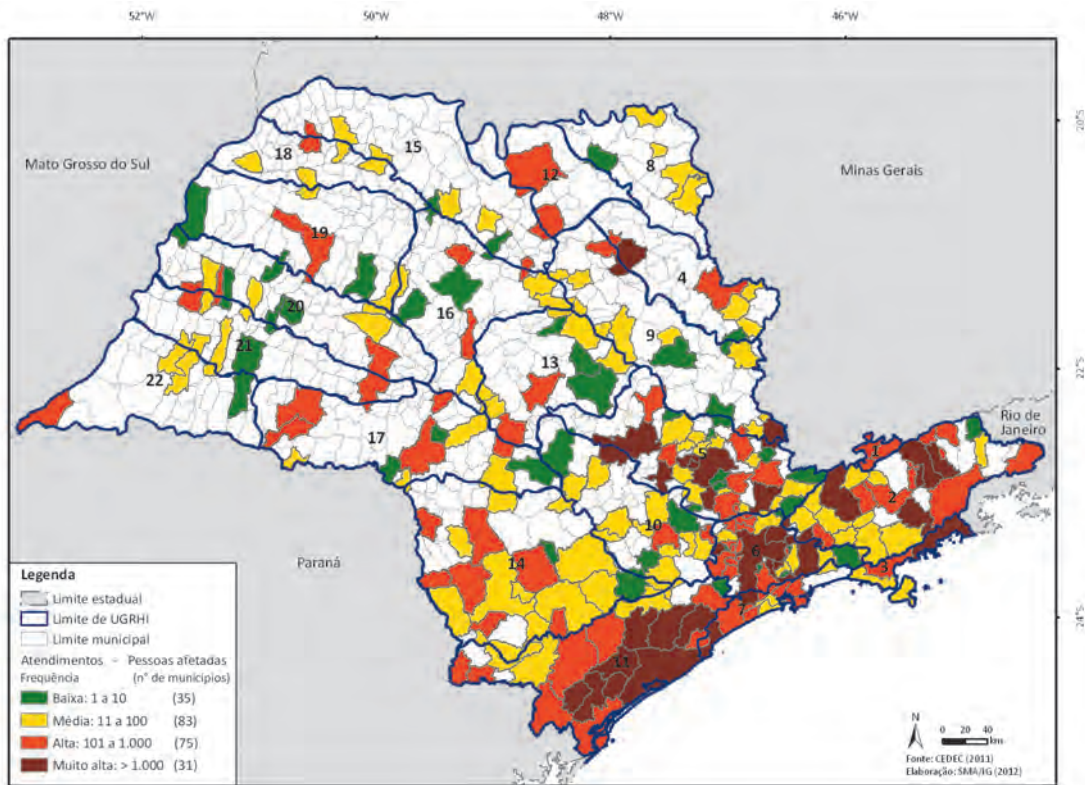 52°W 50°W 48°W 46°W
20°S
22°S
24°S
Mato Grosso do Sul
Minas Gerais
Rio de
Janeiro
Paraná
18
15
12
8
19
4
20
16
9
21
13
22
17
5
1
2
10
6
3
14
7
11
Legenda
Limite estadual
Limite de UGRHI
Limite municipal
Atendimentos - Pessoas afetadas
Frequência (n° de municípios)
Baixa: 1 a 10 (35)
Média: 11 a 100 (83)
Alta: 101 a 1.000 (75)
Muito alta: > 1.000 (31)
N
0 20 40
km
Fonte: CEDEC (2011)
Elaboração: SMA/IG (2012)